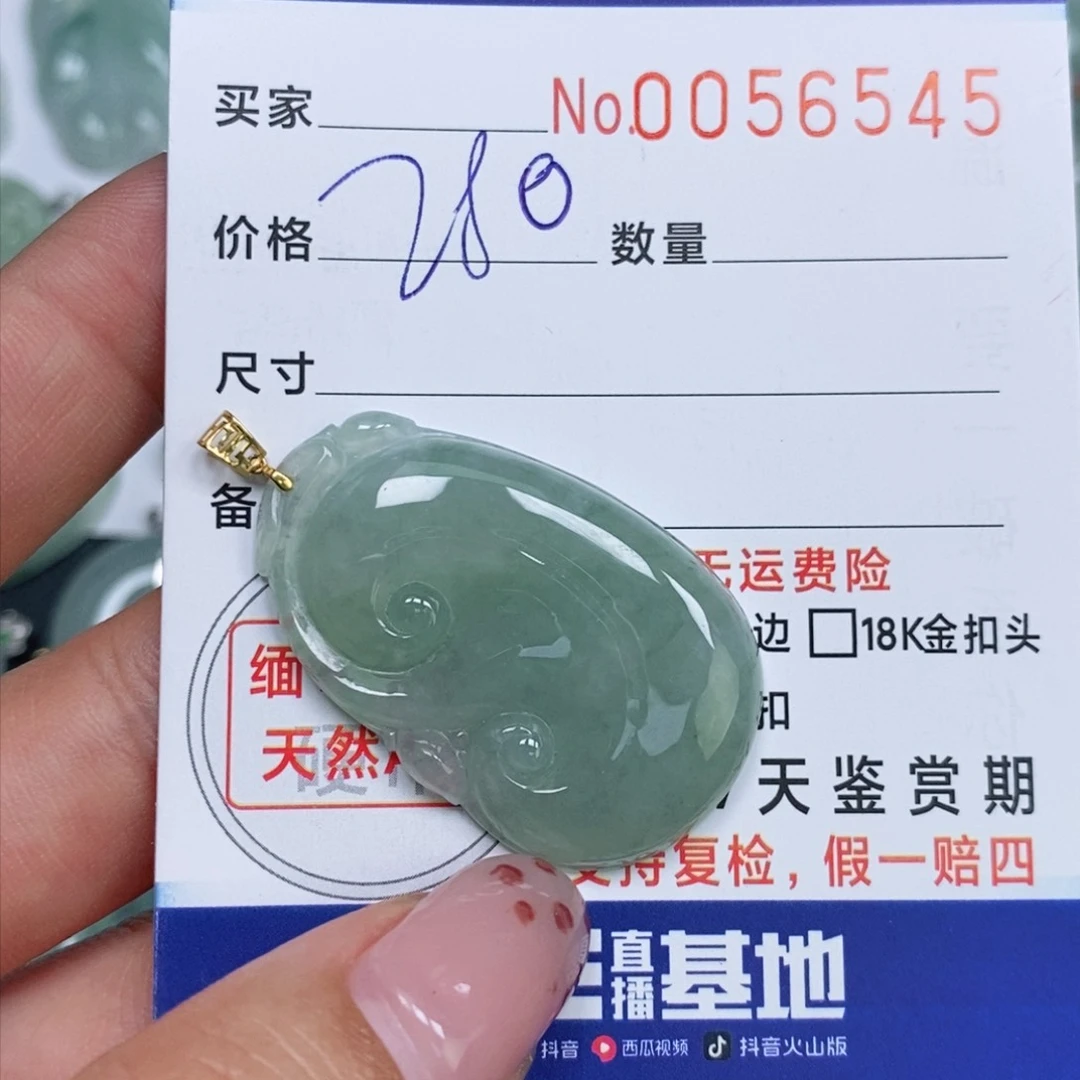 买家 No.0056545
价格 280 数量
尺寸
备
无运费险
边 □18K金扣头
缅 扣
天然A
天鉴赏期
支持复检，假一赔四
直播基地
抖音 西瓜视频 抖音火山版